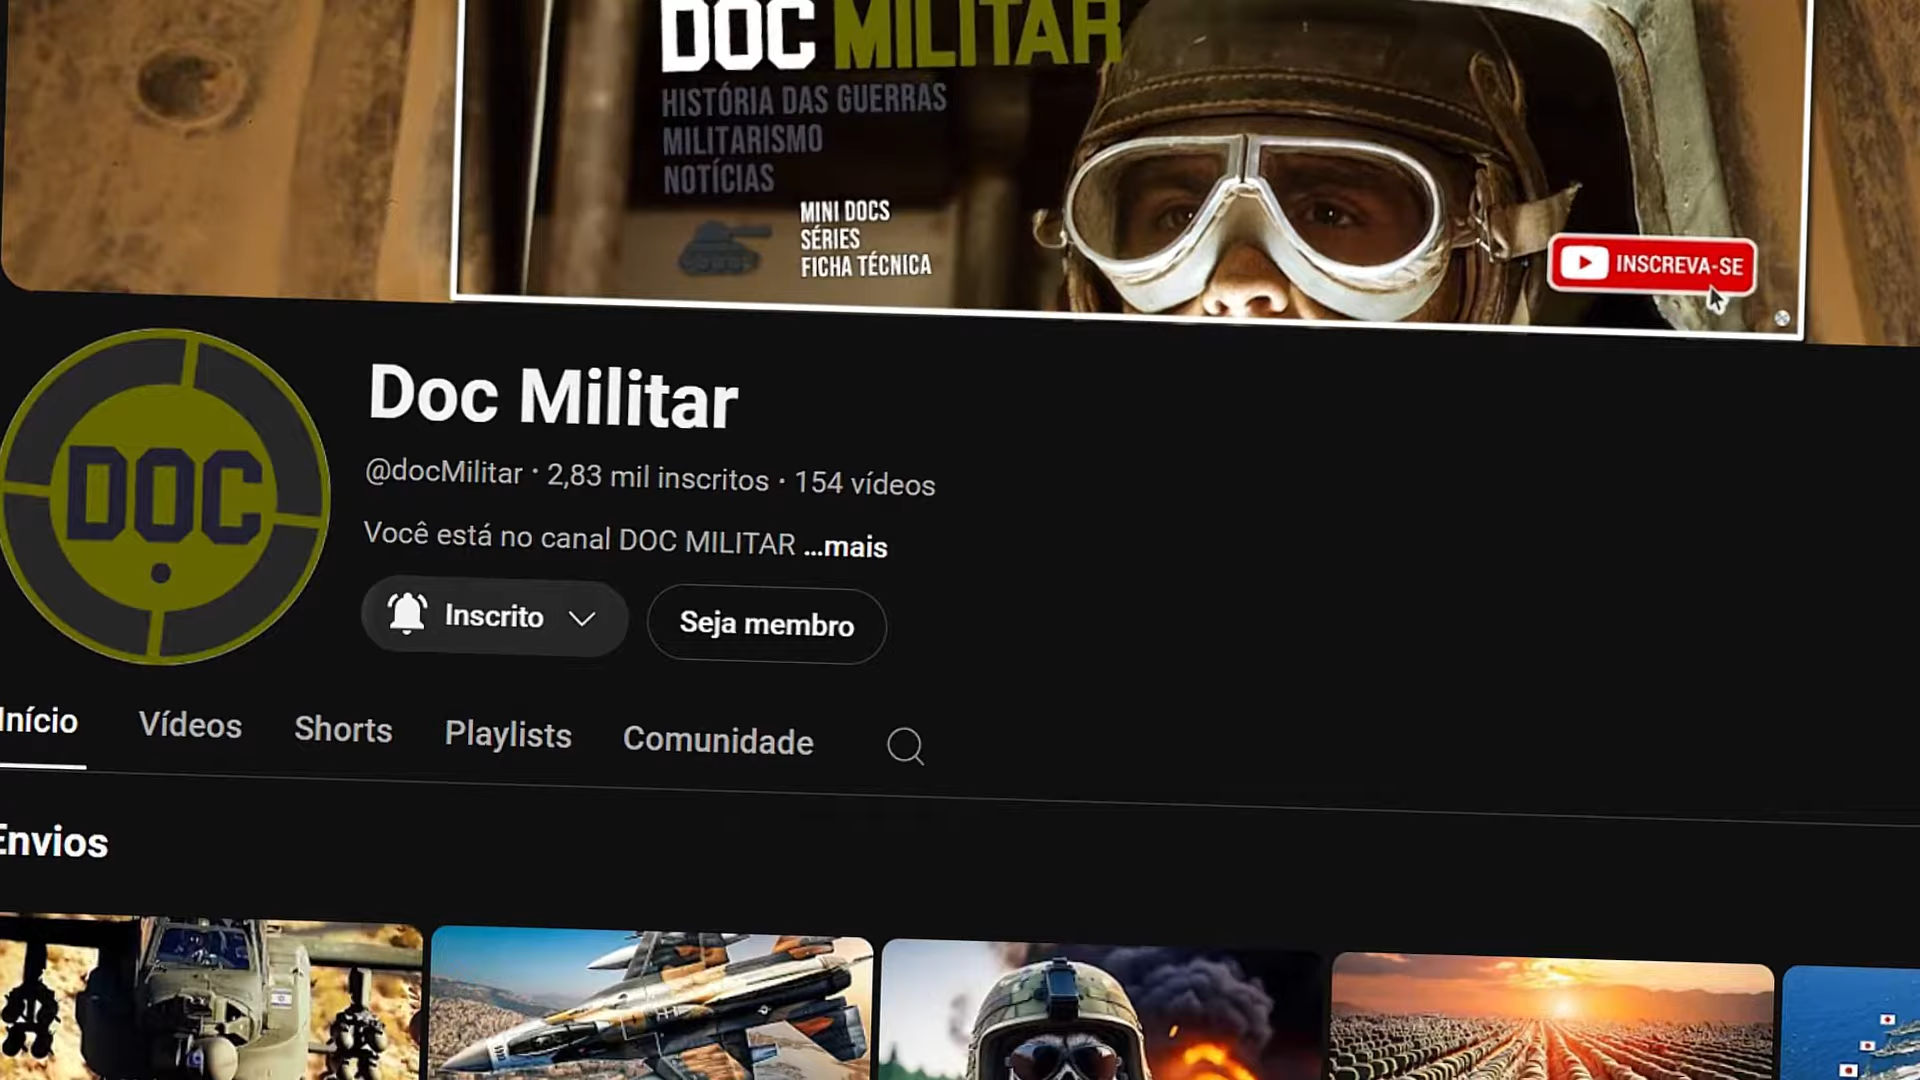 DOC MILITAR
HISTÓRIA DAS GUERRAS
MILITARISMO
NOTÍCIAS
MINI DOCS
SÉRIES
FICHA TÉCNICA
INSCREVA-SE
DOC
Doc Militar
@docMilitar · 2,83 mil inscritos · 154 vídeos
Você está no canal DOC MILITAR ...mais
Inscrito
Seja membro
Início
Vídeos
Shorts
Playlists
Comunidade
Envios